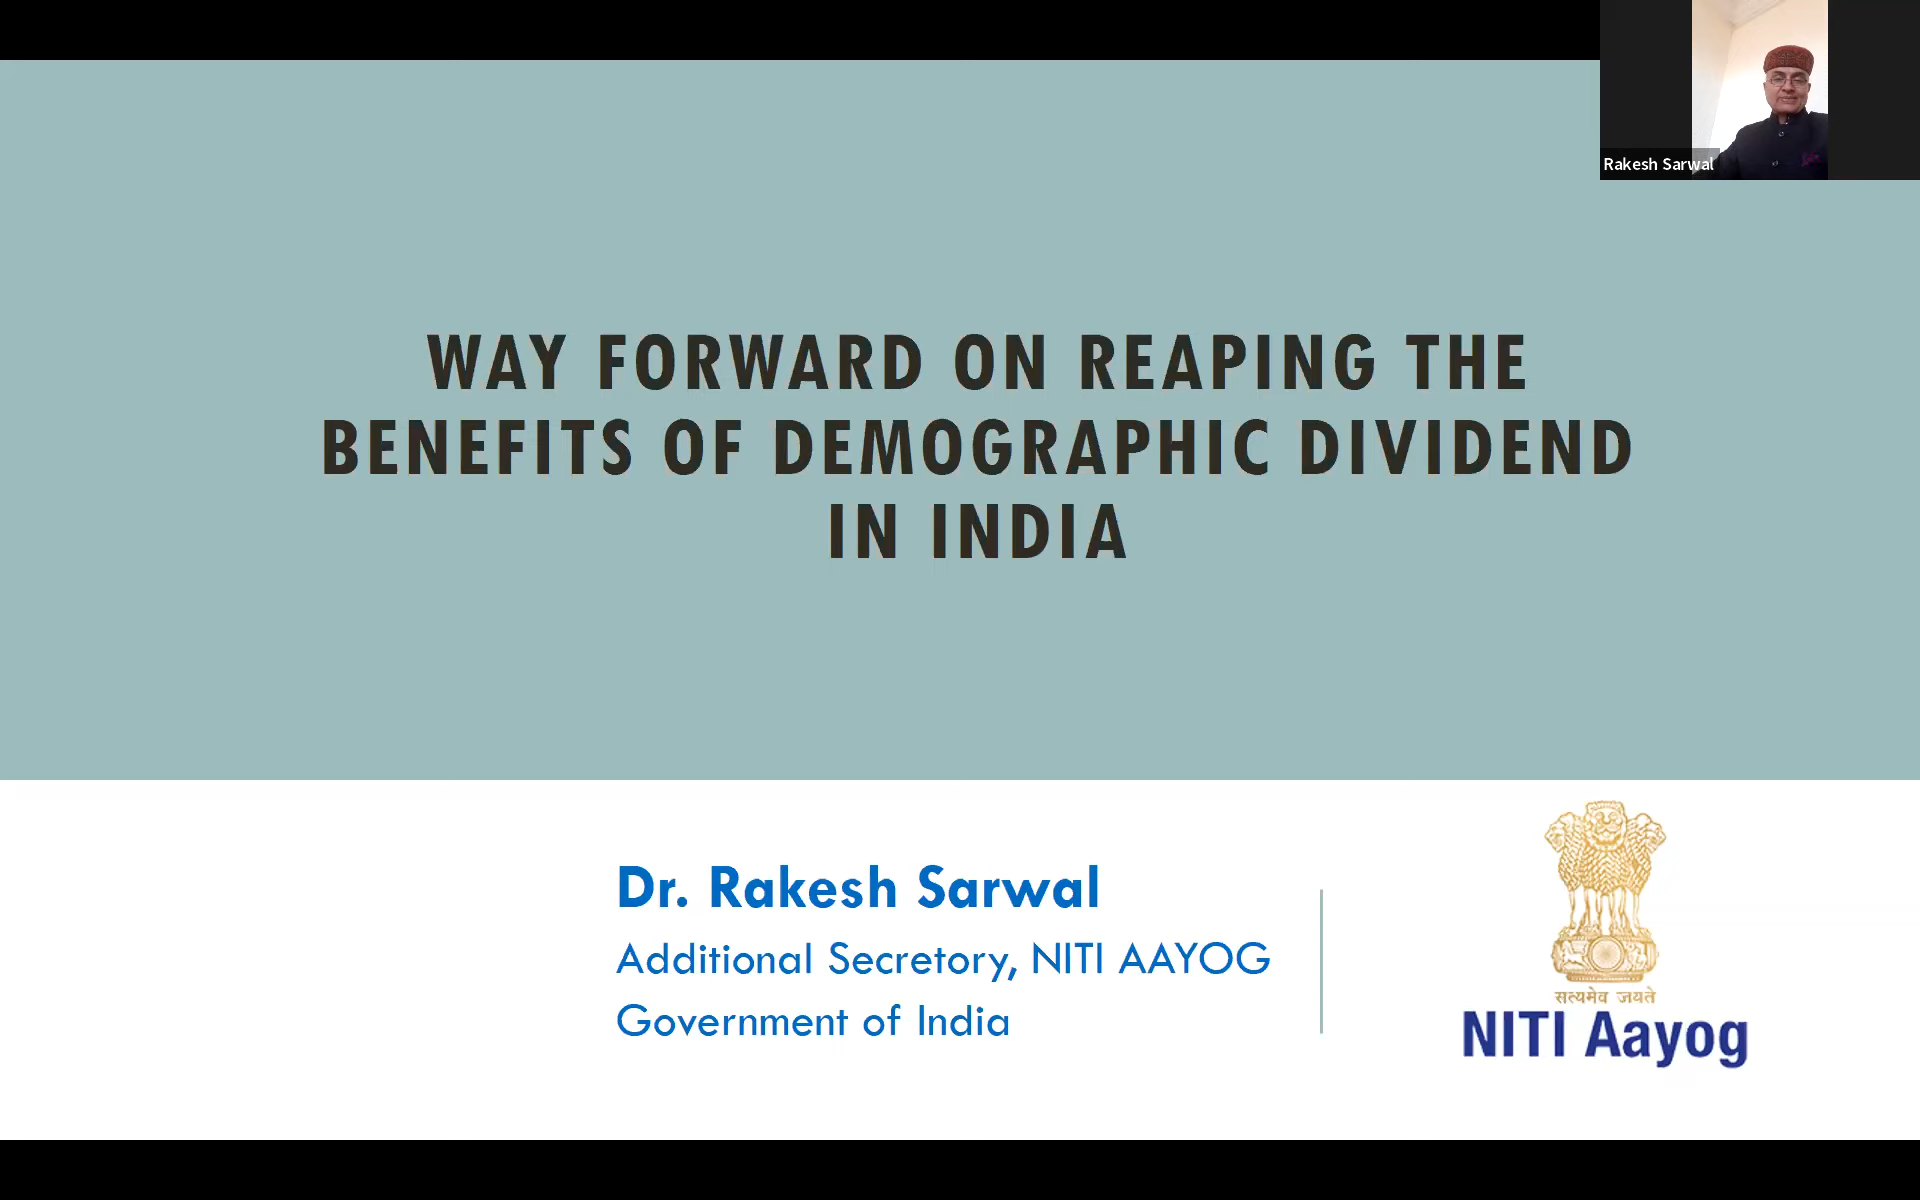 Rakesh Sarwal
WAY FORWARD ON REAPING THE
BENEFITS OF DEMOGRAPHIC DIVIDEND
IN INDIA
Dr. Rakesh Sarwal
Additional Secretory, NITI AAYOG
Government of India
सत्यमेव जयते
NITI Aayog